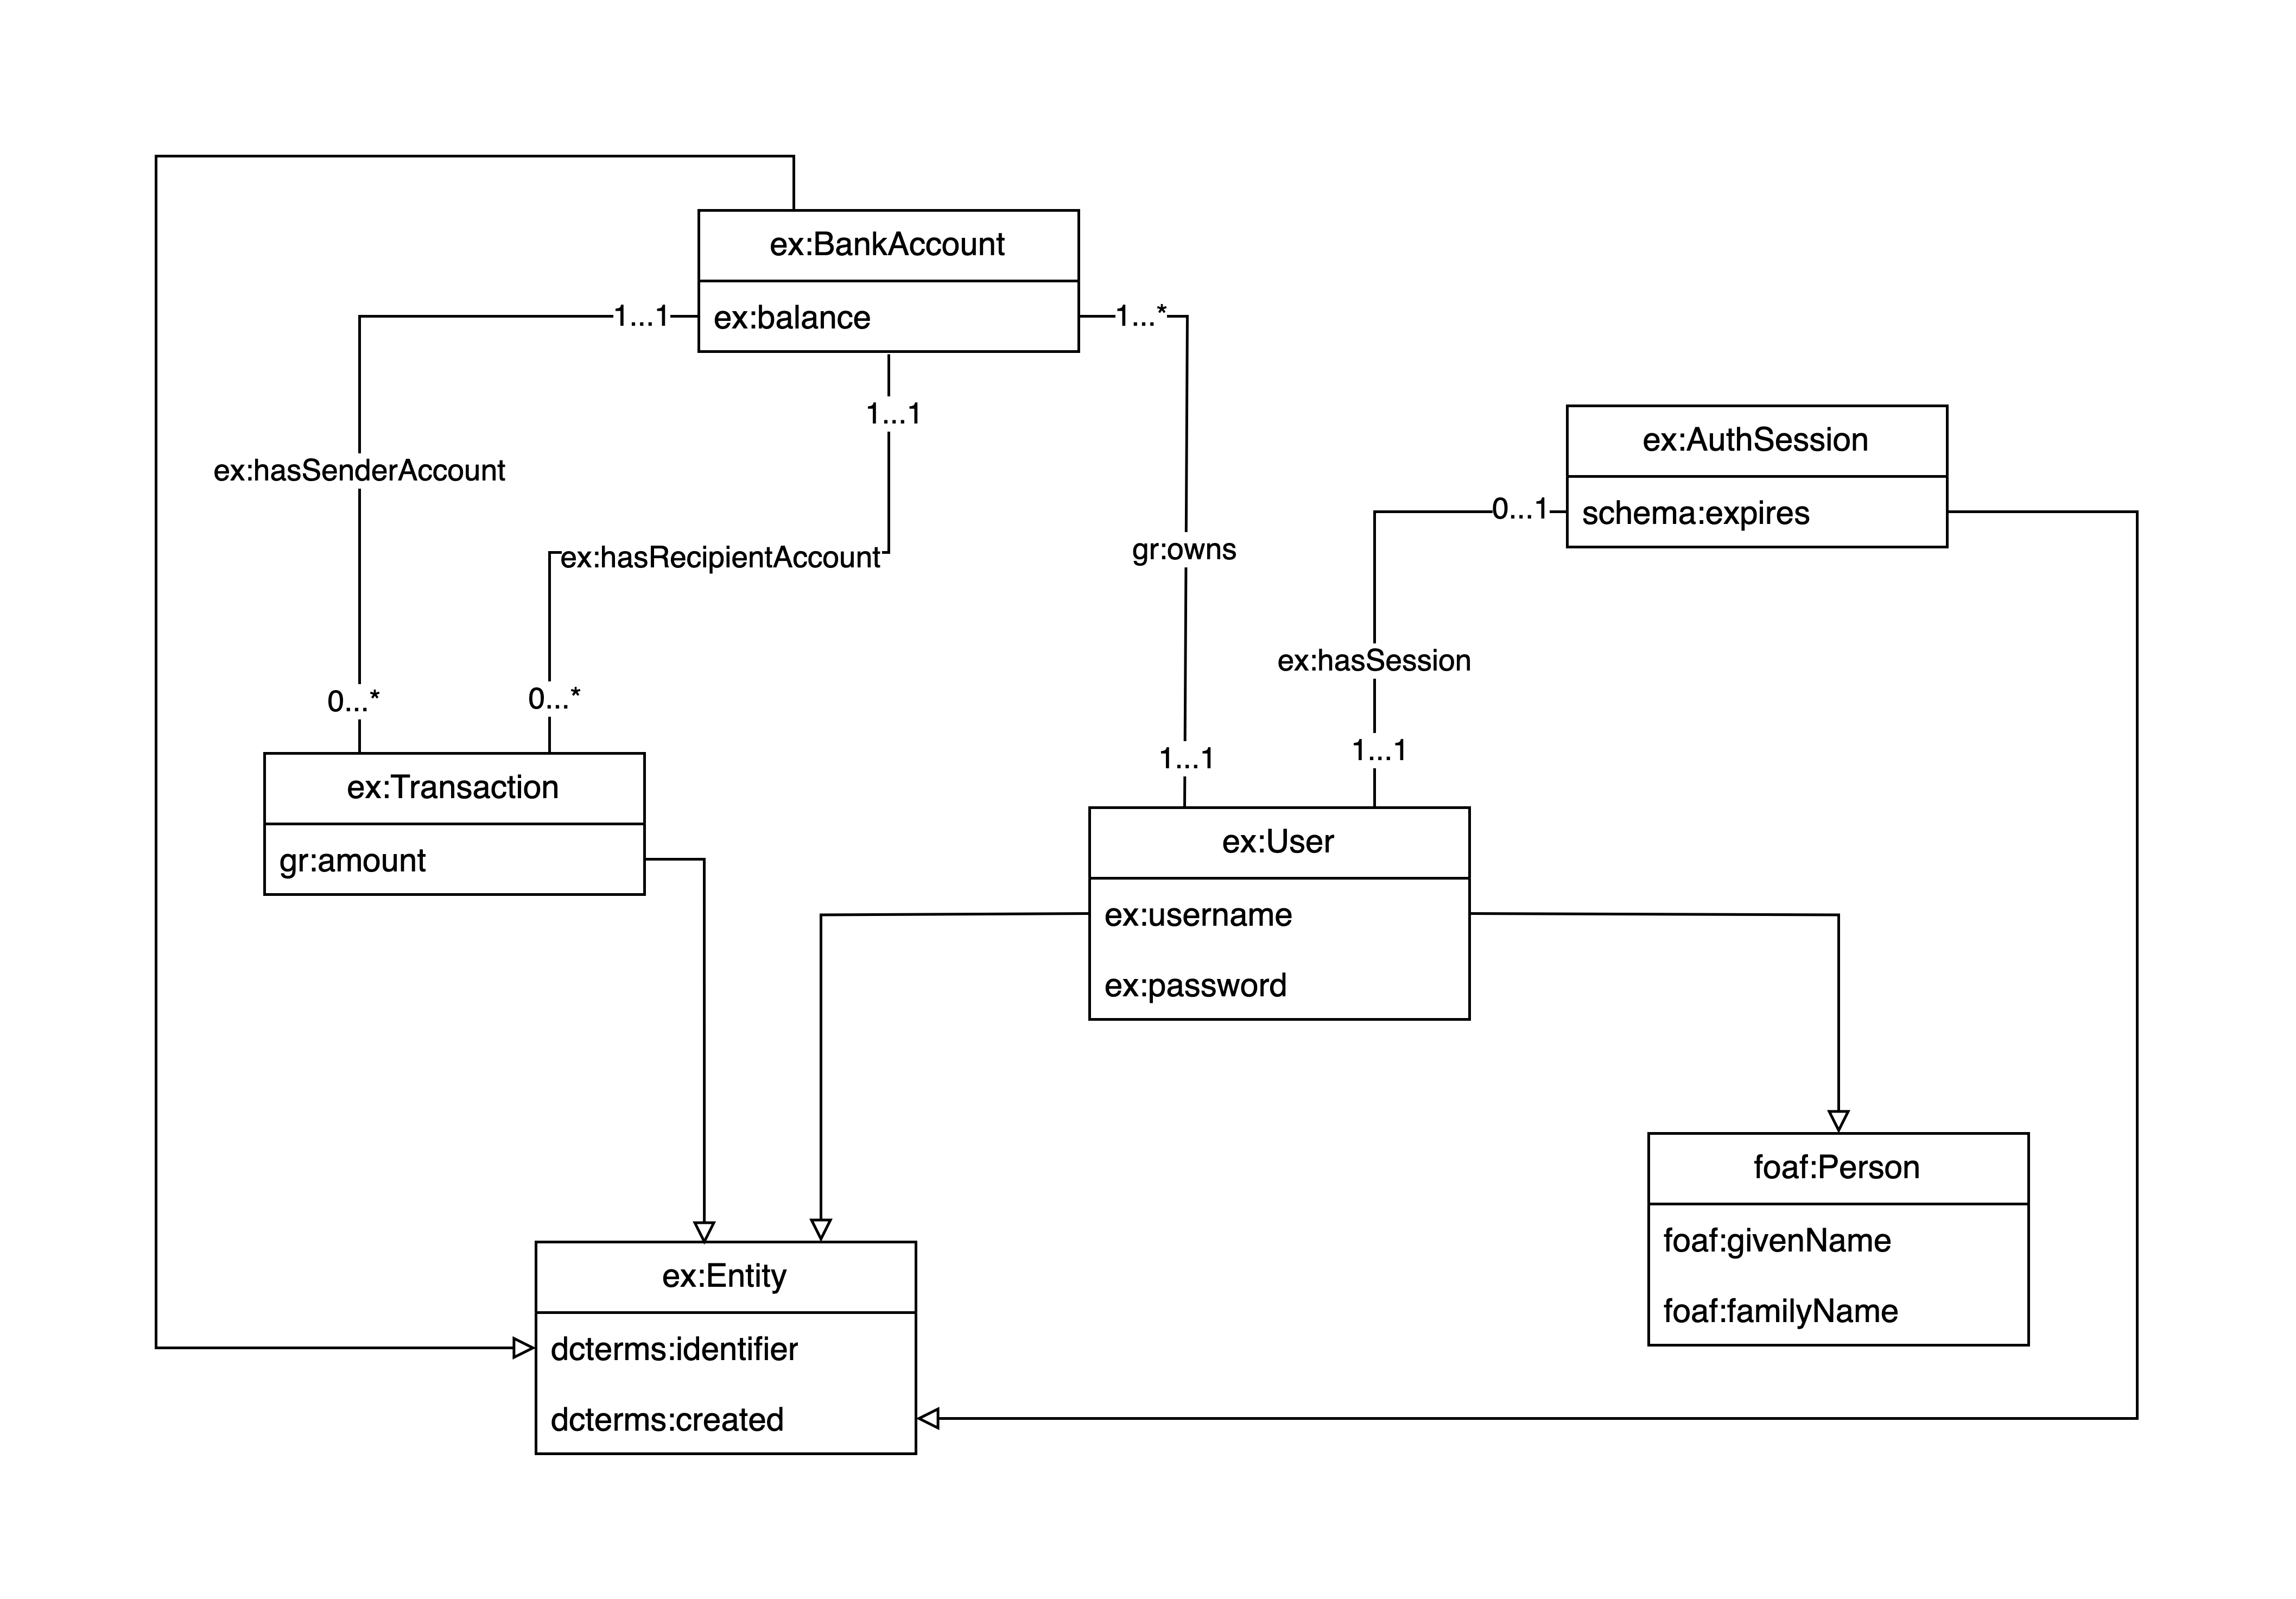 ex:BankAccount
ex:balance
1...1
1...*
1...1
ex:hasSenderAccount
ex:hasRecipientAccount
gr:owns
ex:AuthSession
schema:expires
0...1
ex:hasSession
0...*
0...*
1...1
1...1
ex:Transaction
gr:amount
ex:User
ex:username
ex:password
foaf:Person
foaf:givenName
foaf:familyName
ex:Entity
dcterms:identifier
dcterms:created